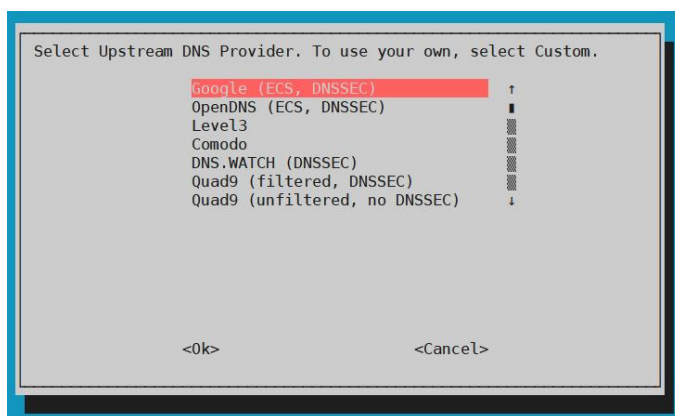 Select Upstream DNS Provider. To use your own, select Custom.
Google (ECS, DNSSEC)
OpenDNS (ECS, DNSSEC)
Level3
Comodo
DNS.WATCH (DNSSEC)
Quad9 (filtered, DNSSEC)
Quad9 (unfiltered, no DNSSEC)
<Ok> <Cancel>